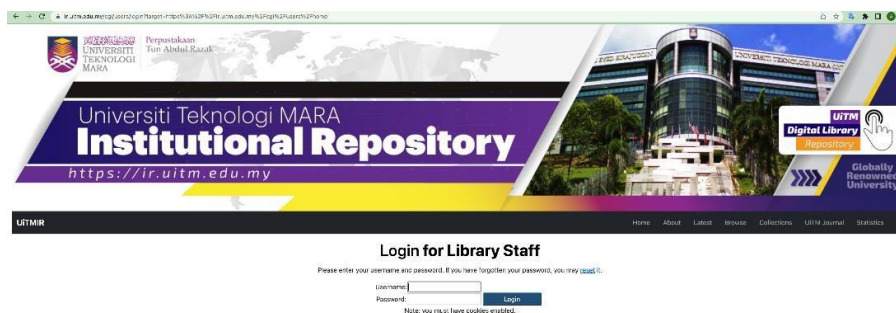 ir.uitm.edu.my/cgi/users/login?target=https%3A%2F%2Fir.uitm.edu.my%2Fcgi%2Fusers%2Fhome
UNIVERSITI
TEKNOLOGI
MARA
Perpustakaan
Tun Abdul Razak
Universiti Teknologi MARA
Institutional Repository
https://ir.uitm.edu.my
UiTM
Digital Library
Repository
Globally
Renowned
University
UiTMIR
Home About Latest Browse Collections UiTM Journal Statistics
Login for Library Staff
Please enter your username and password. If you have forgotten your password, you may reset it.
Username:
Password:
Login
Note: you must have cookies enabled.